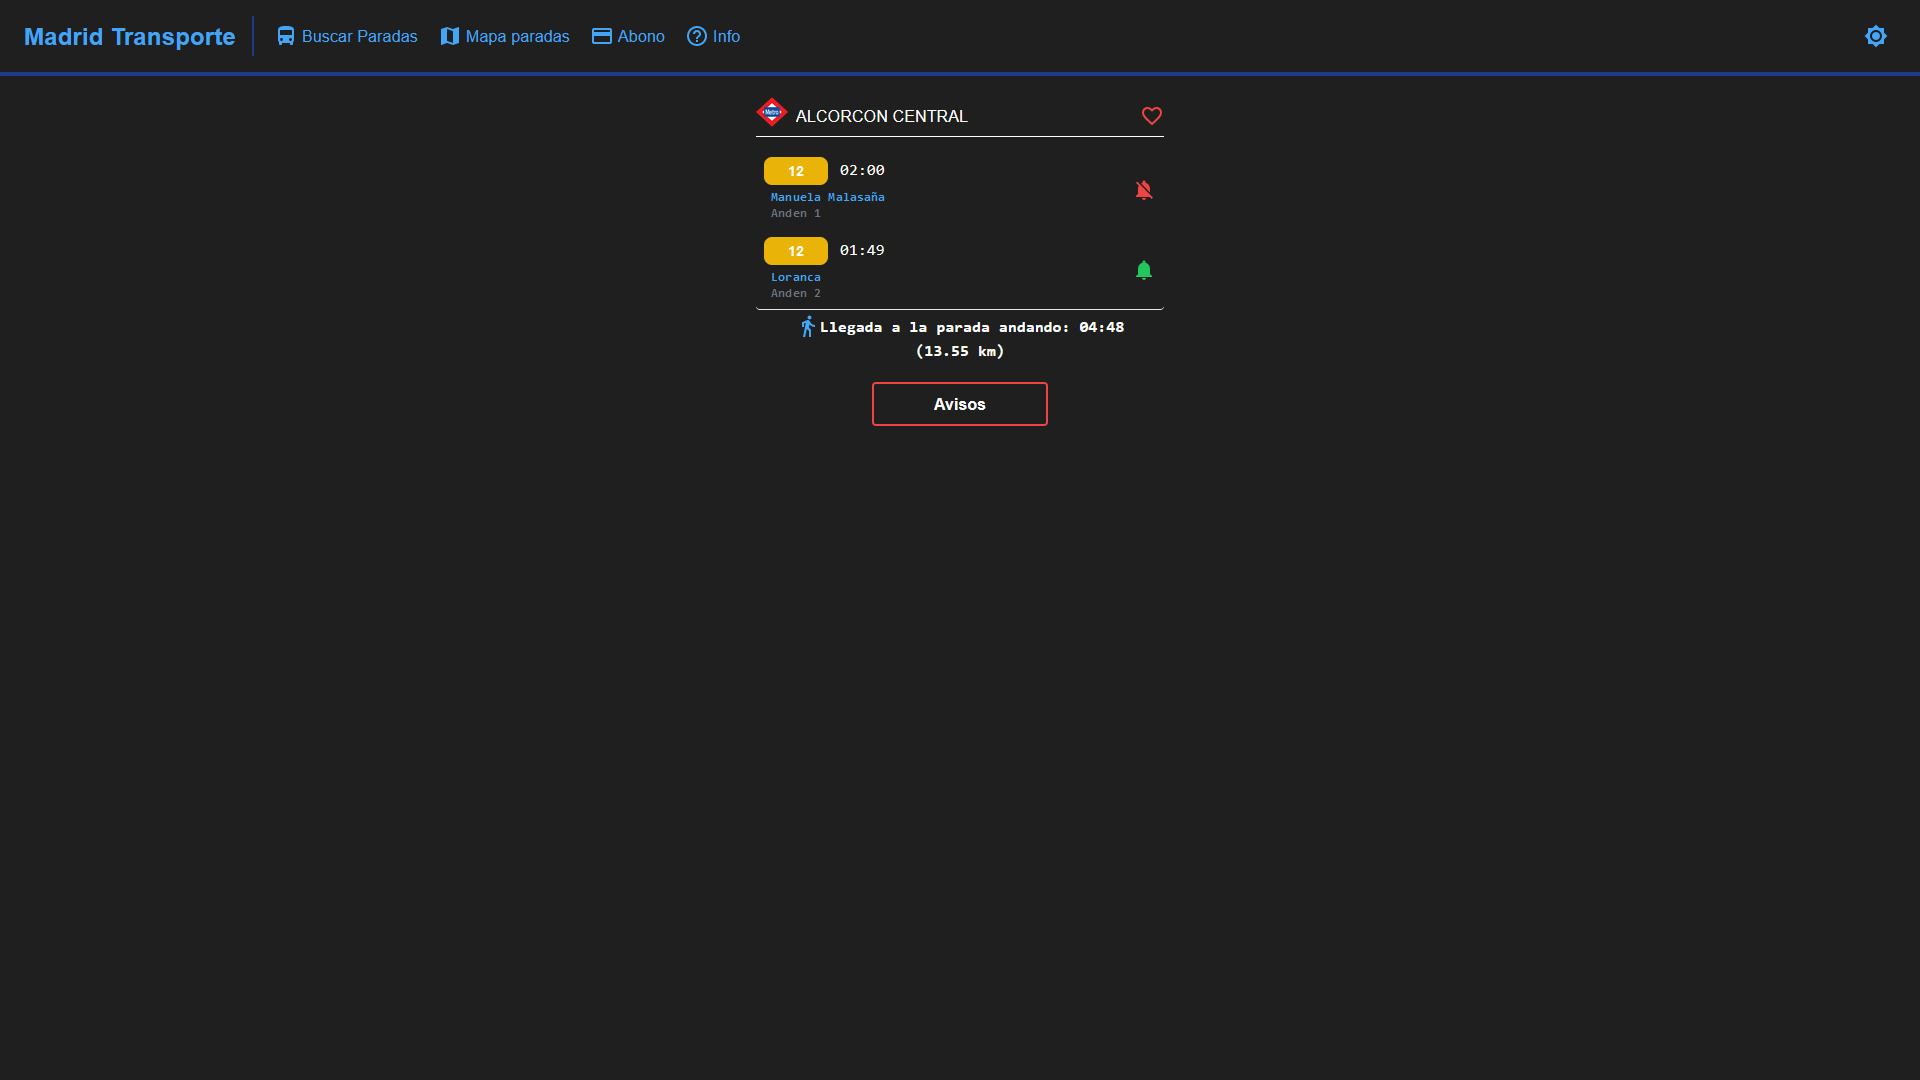 Madrid Transporte
Buscar Paradas
Mapa paradas
Abono
Info
Metro
ALCORCON CENTRAL
12 02:00
Manuela Malasaña
Anden 1
12 01:49
Loranca
Anden 2
Llegada a la parada andando: 04:48
(13.55 km)
Avisos